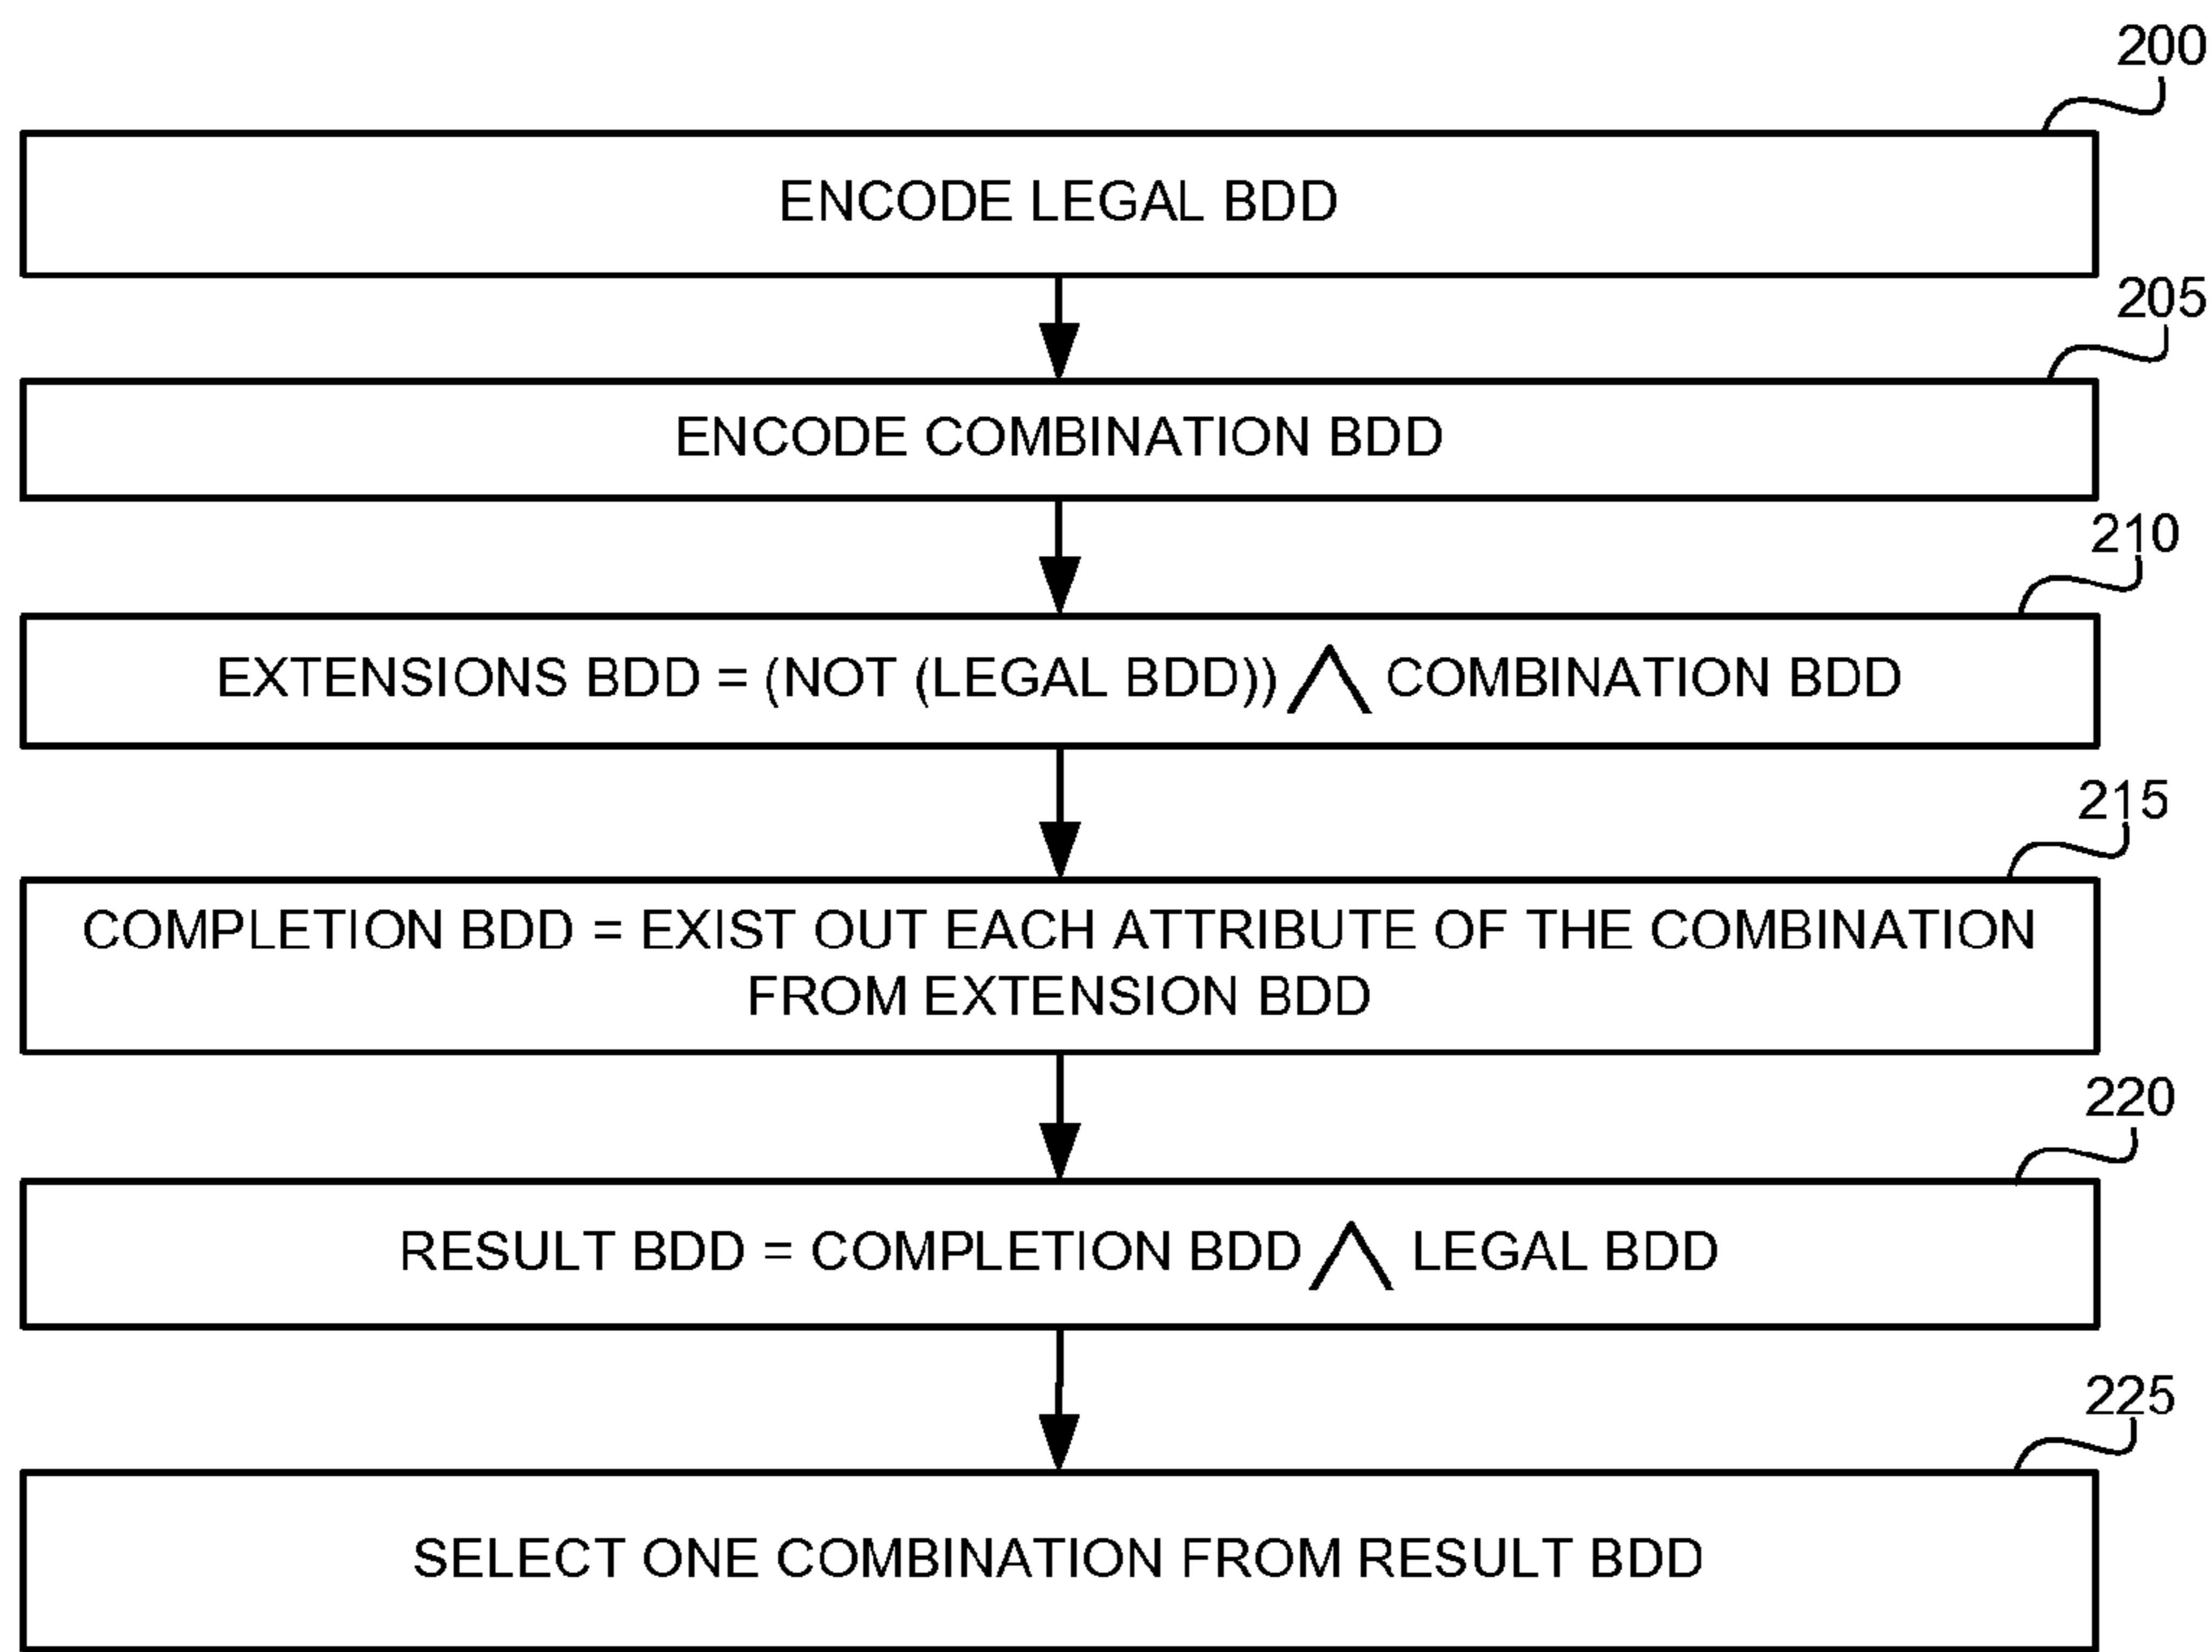 200
ENCODE LEGAL BDD
205
ENCODE COMBINATION BDD
210
EXTENSIONS BDD = (NOT (LEGAL BDD)) ⋀ COMBINATION BDD
215
COMPLETION BDD = EXIST OUT EACH ATTRIBUTE OF THE COMBINATION
FROM EXTENSION BDD
220
RESULT BDD = COMPLETION BDD ⋀ LEGAL BDD
225
SELECT ONE COMBINATION FROM RESULT BDD